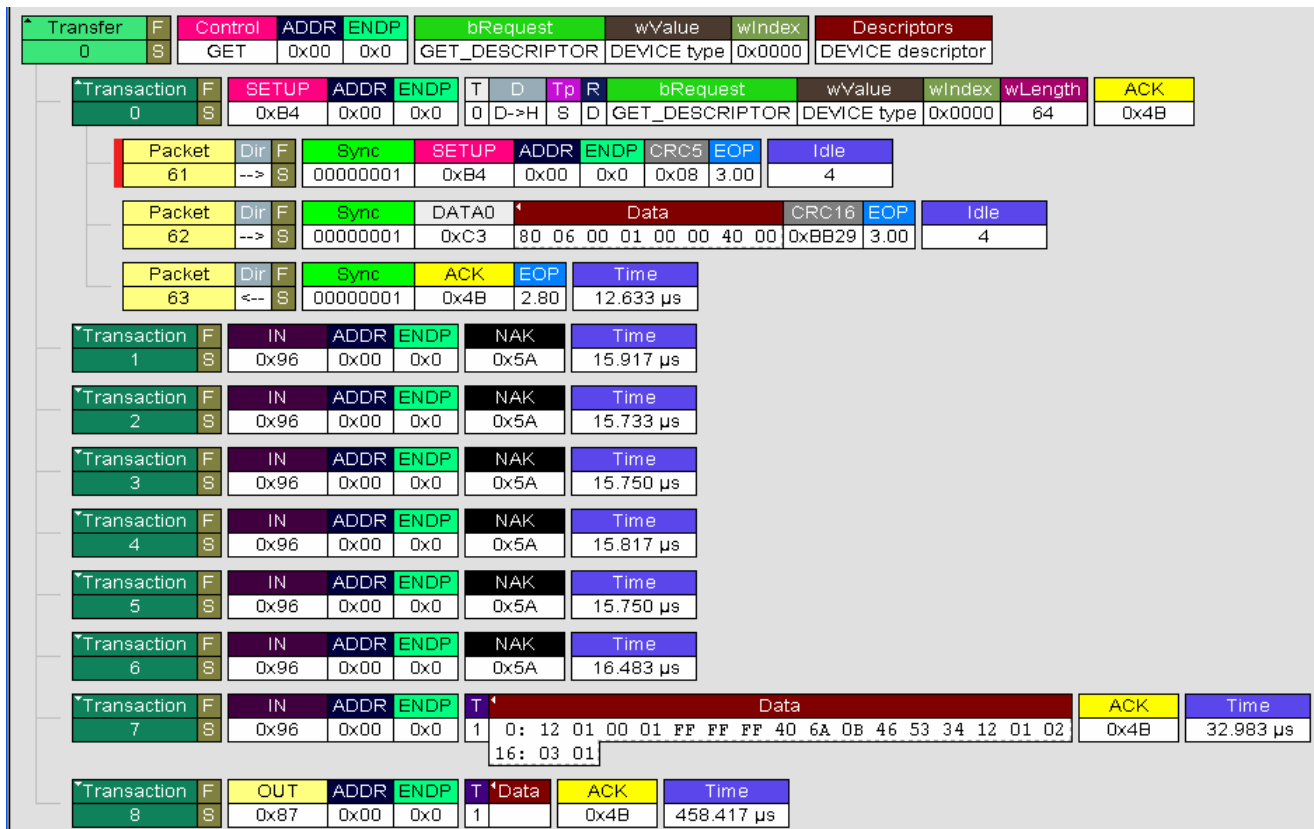 Transfer F Control ADDR ENDP bRequest wValue wIndex Descriptors
0 S GET 0x00 0x0 GET_DESCRIPTOR DEVICE type 0x0000 DEVICE descriptor
Transaction F SETUP ADDR ENDP T D Tp R bRequest wValue wIndex wLength ACK
0 S 0xB4 0x00 0x0 0 D->H S D GET_DESCRIPTOR DEVICE type 0x0000 64 0x4B
Packet Dir F Sync SETUP ADDR ENDP CRC5 EOP Idle
61 --> S 00000001 0xB4 0x00 0x0 0x08 3.00 4
Packet Dir F Sync DATA0 Data CRC16 EOP Idle
62 --> S 00000001 0xC3 80 06 00 01 00 00 40 00 0xBB29 3.00 4
Packet Dir F Sync ACK EOP Time
63 <-- S 00000001 0x4B 2.80 12.633 µs
Transaction F IN ADDR ENDP NAK Time
1 S 0x96 0x00 0x0 0x5A 15.917 µs
Transaction F IN ADDR ENDP NAK Time
2 S 0x96 0x00 0x0 0x5A 15.733 µs
Transaction F IN ADDR ENDP NAK Time
3 S 0x96 0x00 0x0 0x5A 15.750 µs
Transaction F IN ADDR ENDP NAK Time
4 S 0x96 0x00 0x0 0x5A 15.817 µs
Transaction F IN ADDR ENDP NAK Time
5 S 0x96 0x00 0x0 0x5A 15.750 µs
Transaction F IN ADDR ENDP NAK Time
6 S 0x96 0x00 0x0 0x5A 16.483 µs
Transaction F IN ADDR ENDP T Data ACK Time
7 S 0x96 0x00 0x0 1 0: 12 01 00 01 FF FF FF 40 6A 0B 46 53 34 12 01 02 0x4B 32.983 µs
16: 03 01
Transaction F OUT ADDR ENDP T Data ACK Time
8 S 0x87 0x00 0x0 1 0x4B 458.417 µs